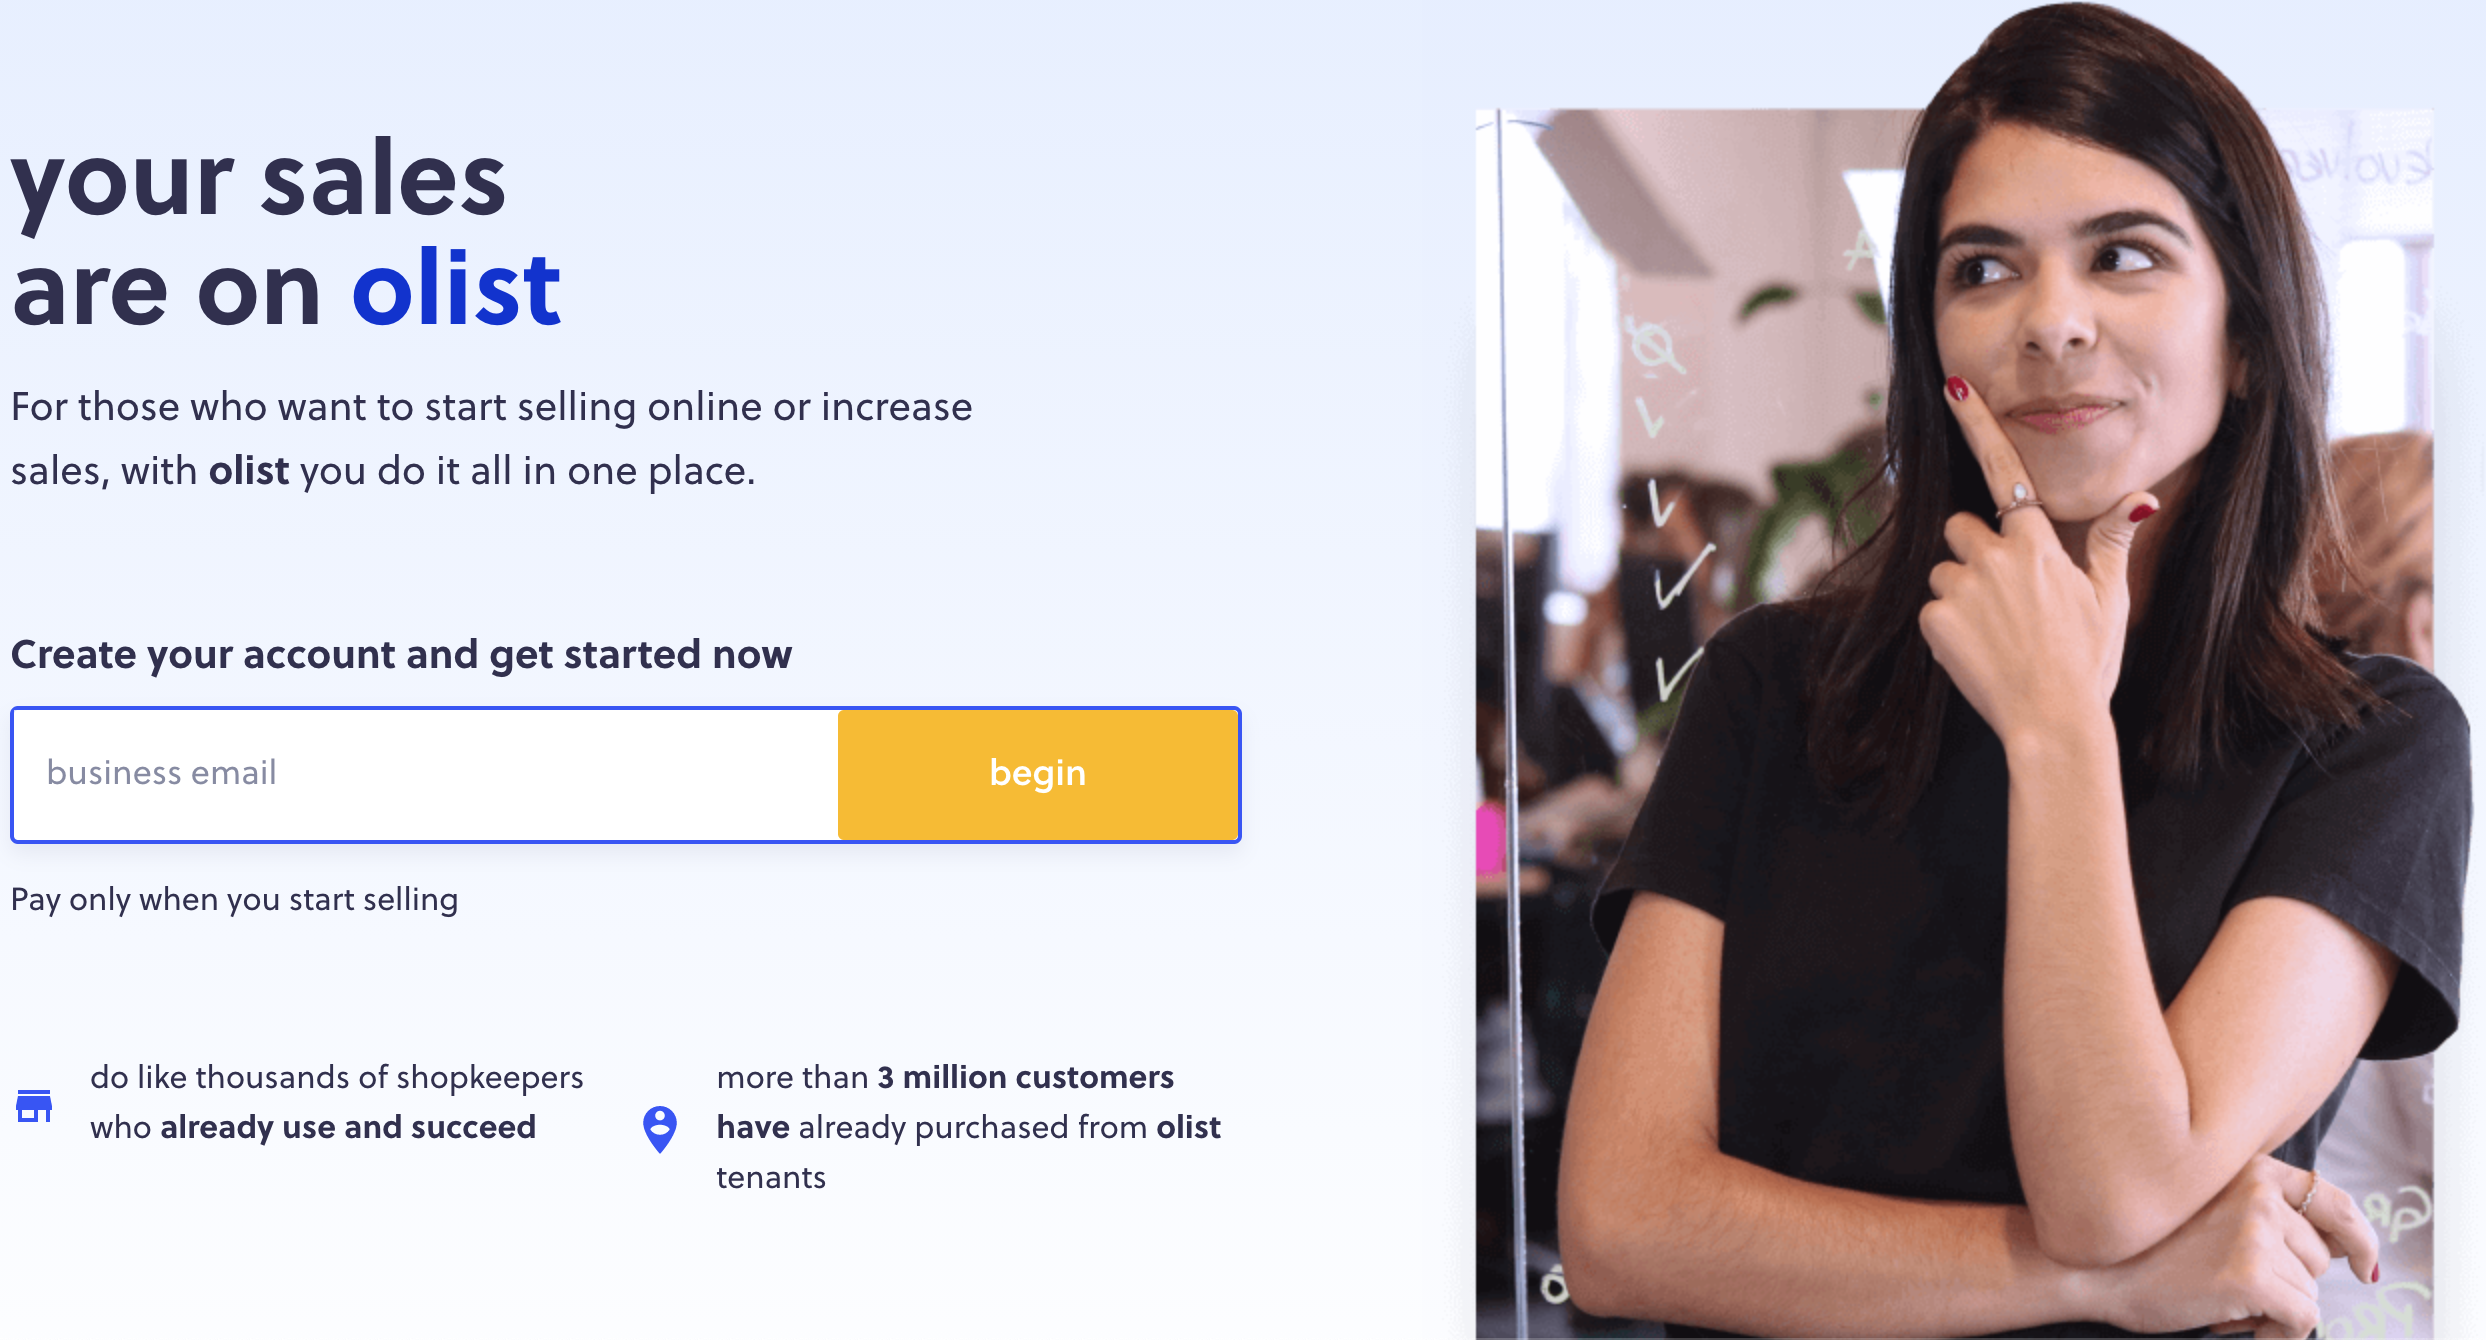 your sales
are on olist
For those who want to start selling online or increase
sales, with olist you do it all in one place.
Create your account and get started now
business email
begin
Pay only when you start selling
do like thousands of shopkeepers
who already use and succeed
more than 3 million customers
have already purchased from olist
tenants